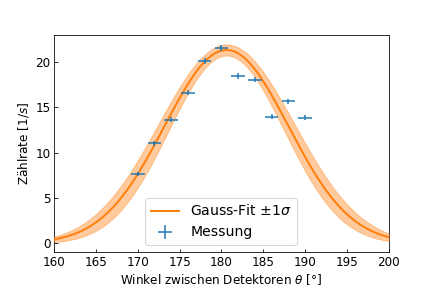 Zählrate [1/s]
20
15
10
5
0
Gauss-Fit ±1σ
Messung
160 165 170 175 180 185 190 195 200
Winkel zwischen Detektoren θ [°]